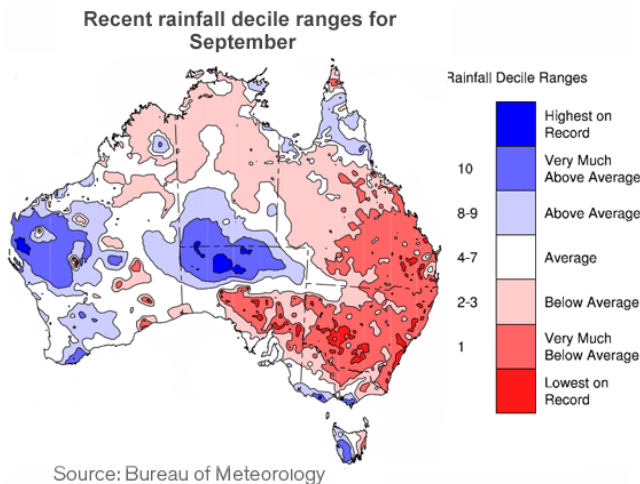 Recent rainfall decile ranges for
September
Rainfall Decile Ranges
Highest on
Record
10
Very Much
Above Average
8-9
Above Average
4-7
Average
2-3
Below Average
1
Very Much
Below Average
Lowest on
Record
Source: Bureau of Meteorology